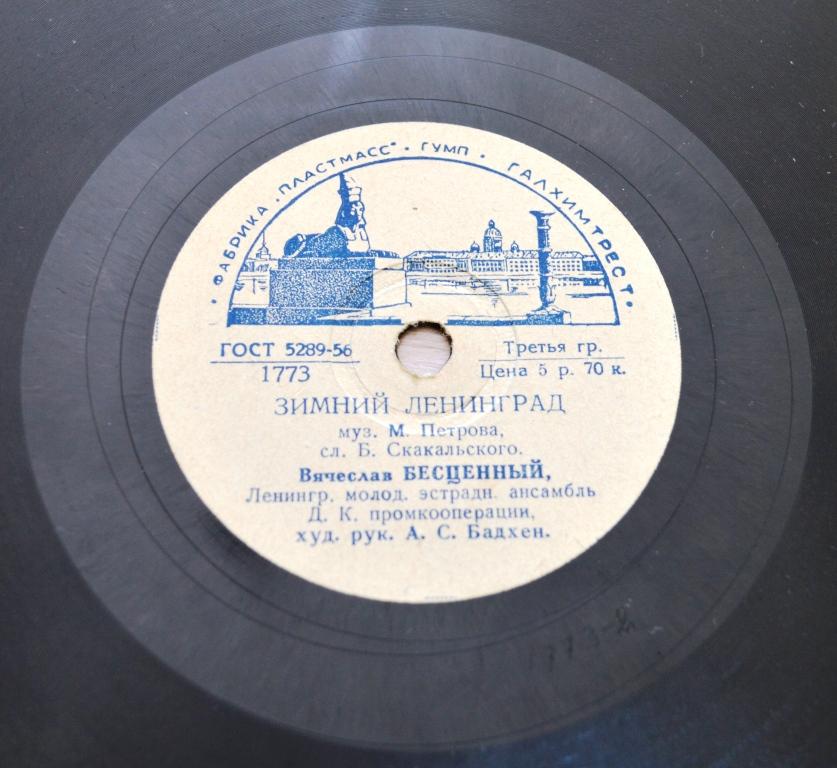 ФАБРИКА „ПЛАСТМАСС“ • ГУМП • ГАЛХИМТРЕСТ
ГОСТ 5289-56
1773
Третья гр.
Цена 5 р. 70 к.
ЗИМНИЙ ЛЕНИНГРАД
муз. М. Петрова,
сл. Б. Скакальского.
Вячеслав БЕСЦЕННЫЙ,
Ленингр. молод. эстрадн. ансамбль
Д. К. промкооперации,
худ. рук. А. С. Бадхен.